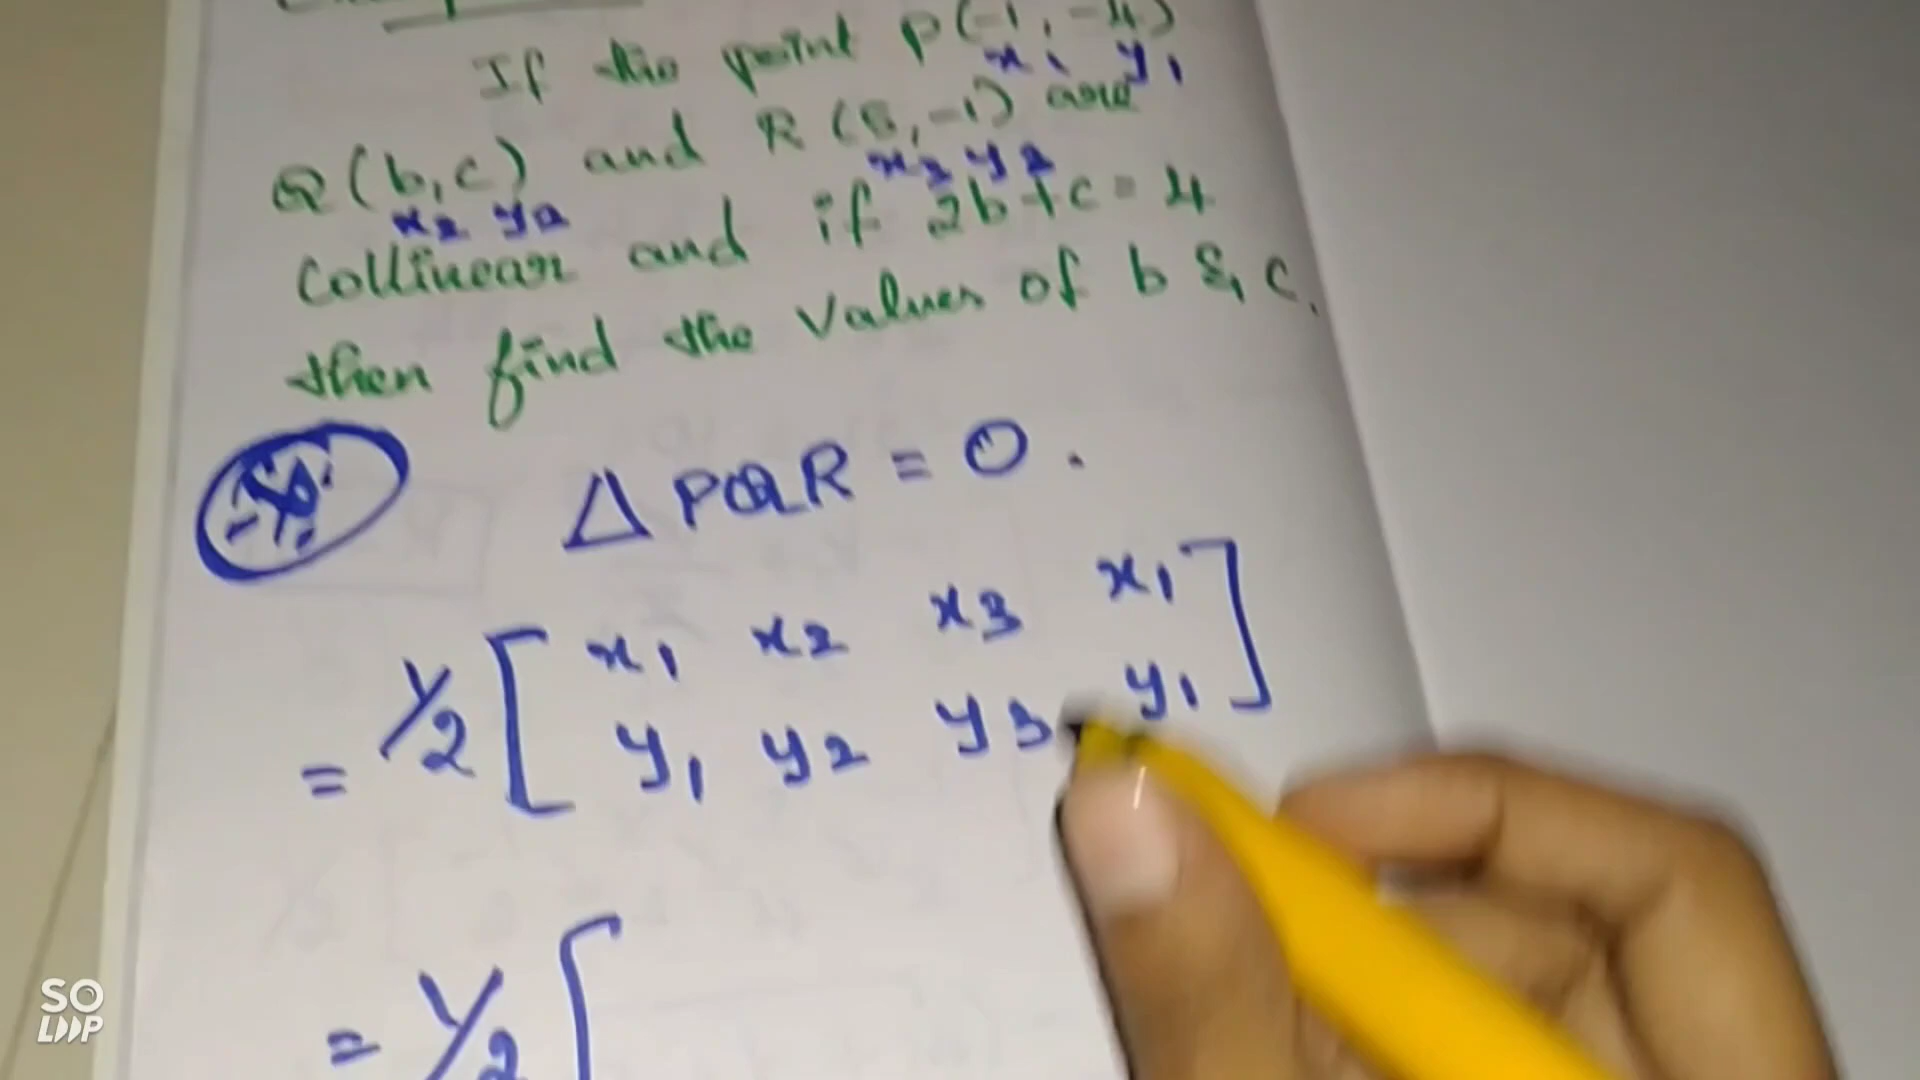 If the point P(-1, -4)
x1 y1
Q(b,c) and R(5,-1) are
x2 y2 x3 y3
collinear and if 2b+c=4
then find the values of b & c.
Δ PQR = 0.
= 1/2 [ x1 x2 x3 x1 ]
y1 y2 y3 y1
= 1/2 [
SO
LOOP